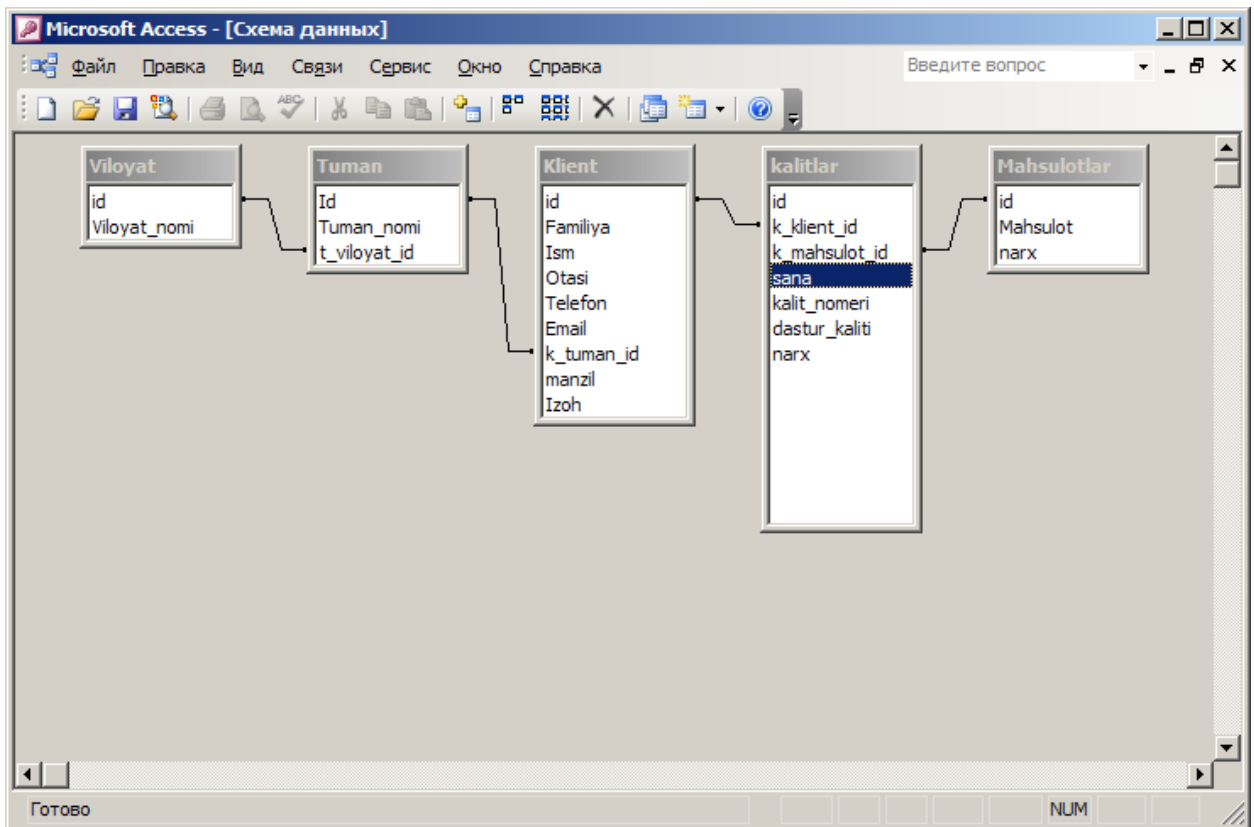 Microsoft Access - [Схема данных]
Файл Правка Вид Связи Сервис Окно Справка Введите вопрос
ABC
Viloyat
id
Viloyat_nomi
Tuman
Id
Tuman_nomi
t_viloyat_id
Klient
id
Familiya
Ism
Otasi
Telefon
Email
k_tuman_id
manzil
Izoh
kalitlar
id
k_klient_id
k_mahsulot_id
sana
kalit_nomeri
dastur_kaliti
narx
Mahsulotlar
id
Mahsulot
narx
Готово NUM